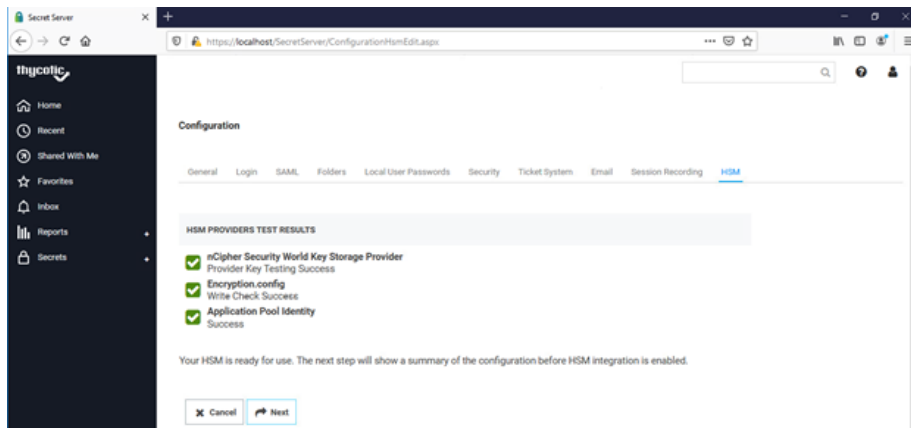 Secret Server
https://localhost/SecretServer/ConfigurationHsmEdit.aspx
thycotic
Home
Recent
Shared With Me
Favorites
Inbox
Reports
Secrets
Configuration
General Login SAML Folders Local User Passwords Security Ticket System Email Session Recording HSM
HSM PROVIDERS TEST RESULTS
nCipher Security World Key Storage Provider
Provider Key Testing Success
Encryption.config
Write Check Success
Application Pool Identity
Success
Your HSM is ready for use. The next step will show a summary of the configuration before HSM integration is enabled.
Cancel Next